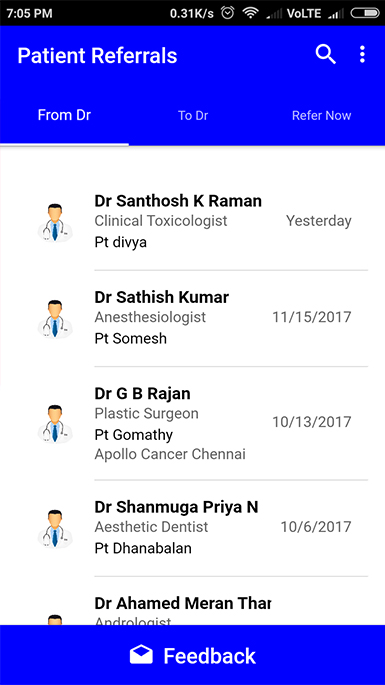 7:05 PM 0.31K/s VoLTE
Patient Referrals
From Dr To Dr Refer Now
Dr Santhosh K Raman
Clinical Toxicologist Yesterday
Pt divya
Dr Sathish Kumar
Anesthesiologist 11/15/2017
Pt Somesh
Dr G B Rajan
Plastic Surgeon 10/13/2017
Pt Gomathy
Apollo Cancer Chennai
Dr Shanmuga Priya N
Aesthetic Dentist 10/6/2017
Pt Dhanabalan
Dr Ahamed Meran Thar
Andrologist
Feedback